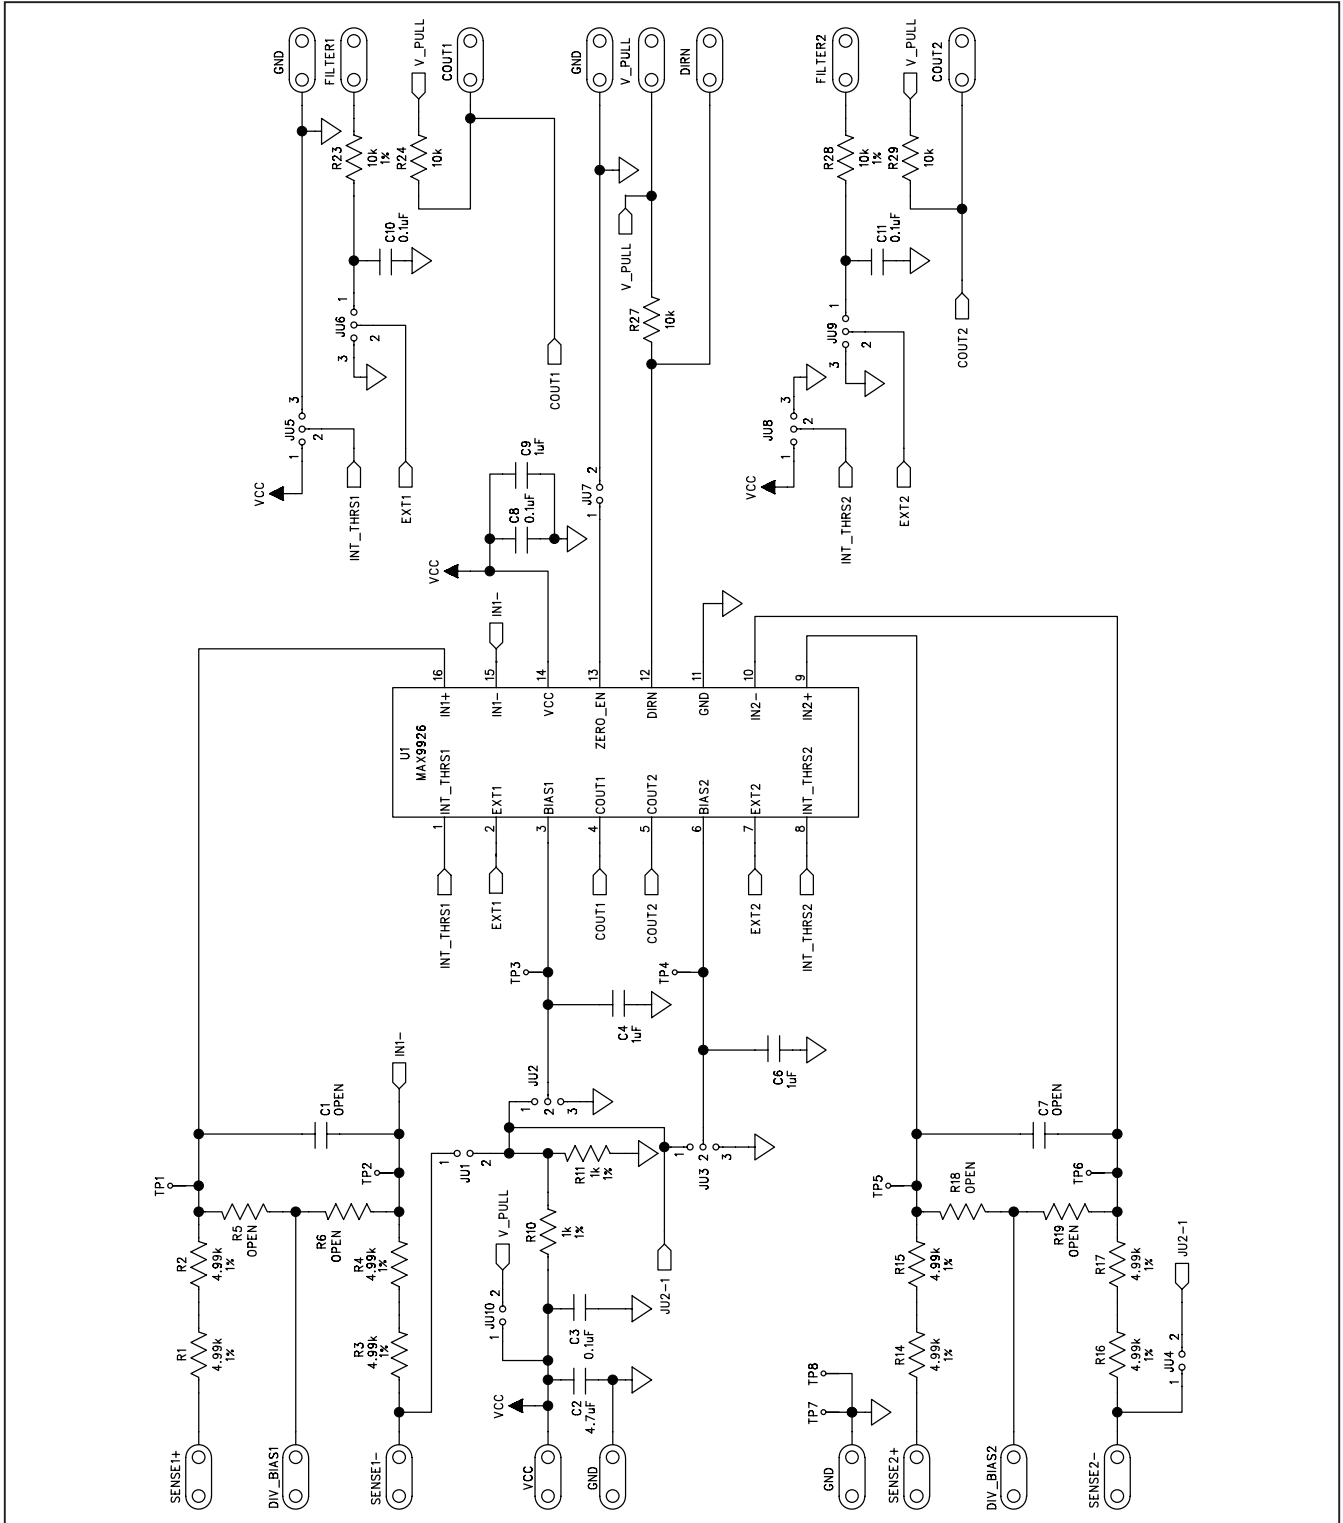 GND
FILTER1
V_PULL
COUT1
GND
V_PULL
DIRN
FILTER2
V_PULL
COUT2
R23
10k
1%
R24
10k
R28
10k
1%
R29
10k
C10
0.1uF
V_PULL
R27
10k
C11
0.1uF
JU6
1
2
3
COUT1
JU9
1
2
3
COUT2
JU5
1
2
3
VCC
INT_THRS1
EXT1
C9
1uF
C8
0.1uF
VCC
JU7
1
2
JU8
1
2
3
VCC
INT_THRS2
EXT2
IN1-
16
15
14
13
12
11
10
9
IN1+
IN1-
VCC
ZERO_EN
DIRN
GND
IN2-
IN2+
U1
MAX9926
INT_THRS1
EXT1
BIAS1
COUT1
COUT2
BIAS2
EXT2
INT_THRS2
1
2
3
4
5
6
7
8
INT_THRS1
EXT1
COUT1
COUT2
EXT2
INT_THRS2
TP3
TP4
C4
1uF
C6
1uF
IN1-
C1
OPEN
JU2
1
2
3
C7
OPEN
TP1
TP2
JU1
1
2
R11
1k
1%
JU3
1
2
3
TP5
TP6
R5
OPEN
R6
OPEN
R18
OPEN
R19
OPEN
R2
4.99k
1%
R4
4.99k
1%
V_PULL
R10
1k
1%
JU2-1
R15
4.99k
1%
R17
4.99k
1%
JU2-1
R1
4.99k
1%
R3
4.99k
1%
JU10
1
2
C3
0.1uF
R14
4.99k
1%
R16
4.99k
1%
JU4
1
2
VCC
C2
4.7uF
TP7
TP8
SENSE1+
DIV_BIAS1
SENSE1-
VCC
GND
GND
SENSE2+
DIV_BIAS2
SENSE2-